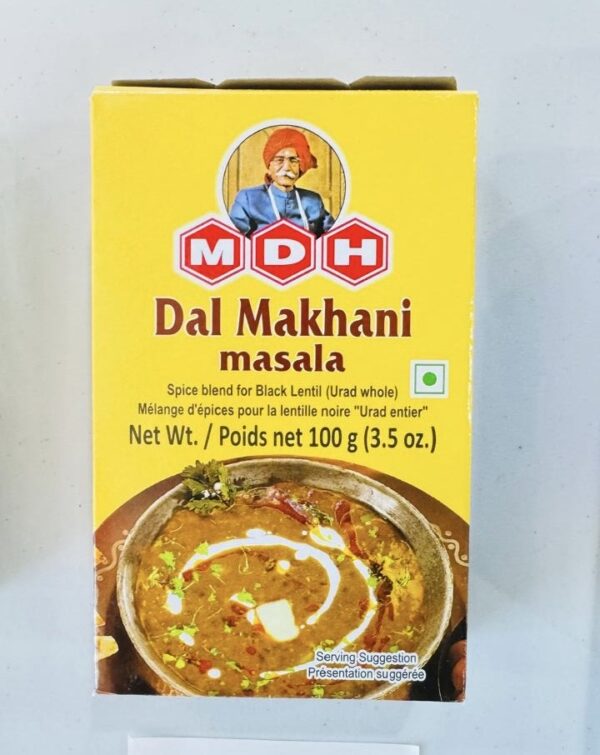 MDH
Dal Makhani
masala
Spice blend for Black Lentil (Urad whole)
Mélange d'épices pour la lentille noire "Urad entier"
Net Wt. / Poids net 100 g (3.5 oz.)
Serving Suggestion
Présentation suggérée